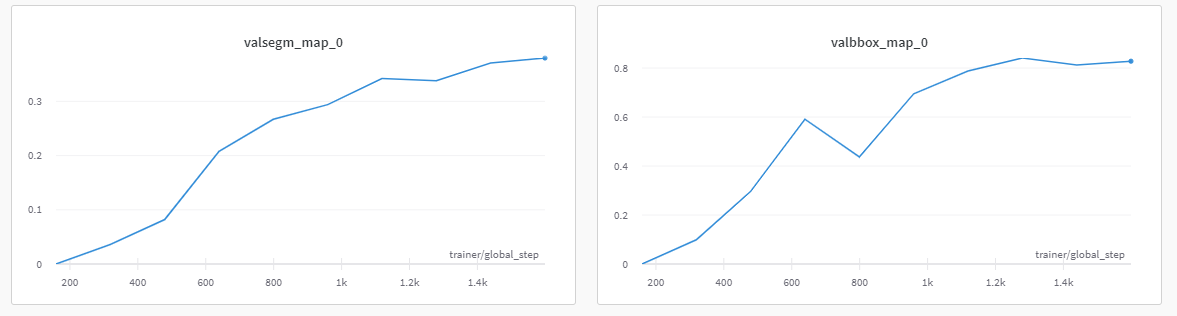 valsegm_map_0
0.3
0.2
0.1
0
trainer/global_step
200 400 600 800 1k 1.2k 1.4k
valbbox_map_0
0.8
0.6
0.4
0.2
0
trainer/global_step
200 400 600 800 1k 1.2k 1.4k